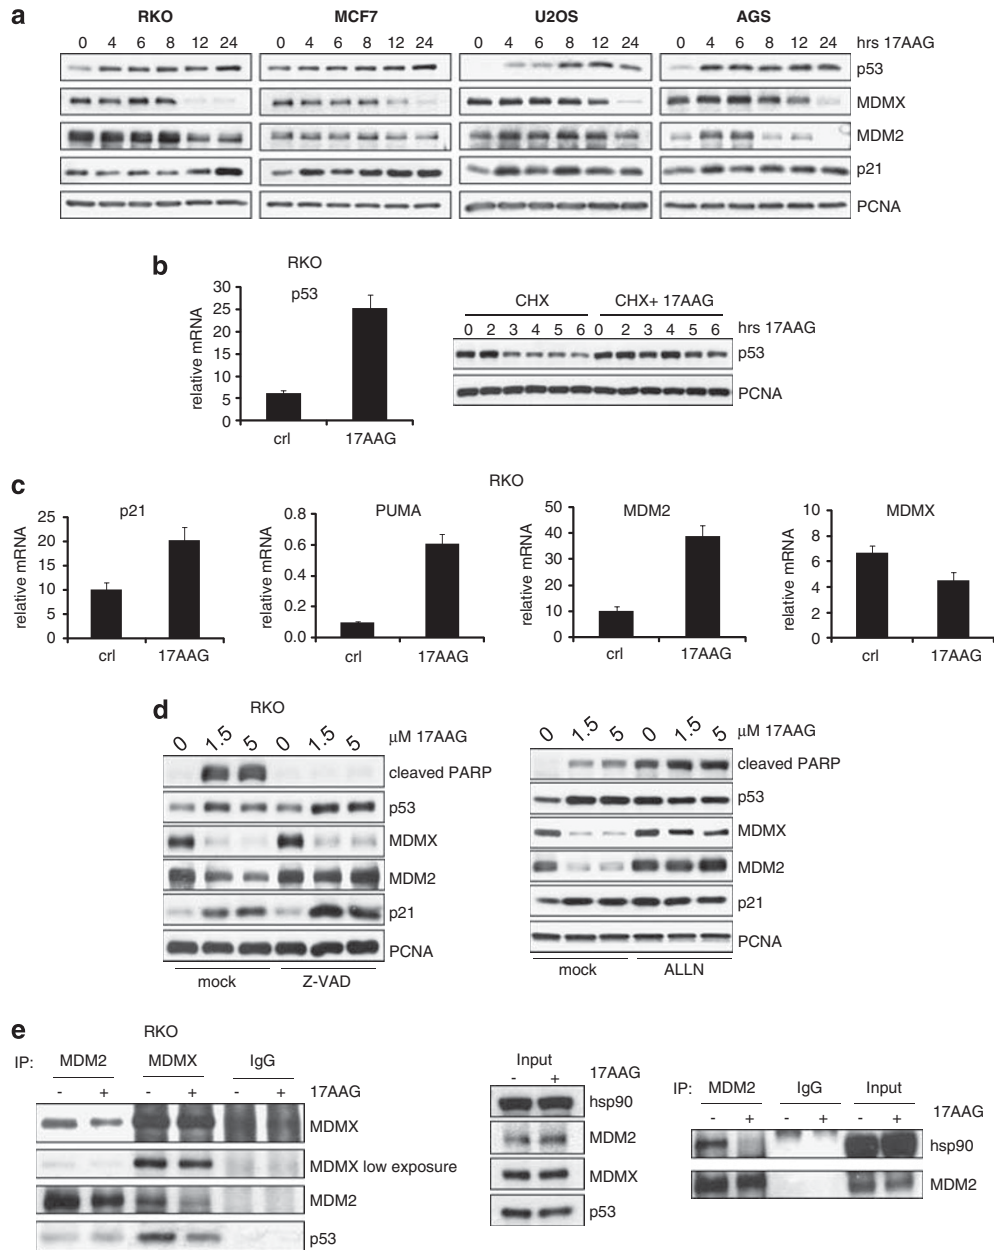 a
RKO MCF7 U2OS AGS
0 4 6 8 12 24 0 4 6 8 12 24 0 4 6 8 12 24 0 4 6 8 12 24 hrs 17AAG
p53
MDMX
MDM2
p21
PCNA
b
RKO
p53
relative mRNA
30
25
20
15
10
5
0
crl 17AAG
CHX CHX+ 17AAG
0 2 3 4 5 6 0 2 3 4 5 6 hrs 17AAG
p53
PCNA
c
RKO
p21
relative mRNA
25
20
15
10
5
0
crl 17AAG
PUMA
relative mRNA
0.8
0.6
0.4
0.2
0.0
crl 17AAG
MDM2
relative mRNA
50
40
30
20
10
0
crl 17AAG
MDMX
relative mRNA
10
8
6
4
2
0
crl 17AAG
d
RKO
0 1.5 5 0 1.5 5 μM 17AAG
cleaved PARP
p53
MDMX
MDM2
p21
PCNA
mock Z-VAD
0 1.5 5 0 1.5 5 μM 17AAG
cleaved PARP
p53
MDMX
MDM2
p21
PCNA
mock ALLN
e
RKO
IP: MDM2 MDMX IgG
- + - + - + 17AAG
MDMX
MDMX low exposure
MDM2
p53
Input
- + 17AAG
hsp90
MDM2
MDMX
p53
IP: MDM2 IgG Input
- + - + - + 17AAG
hsp90
MDM2